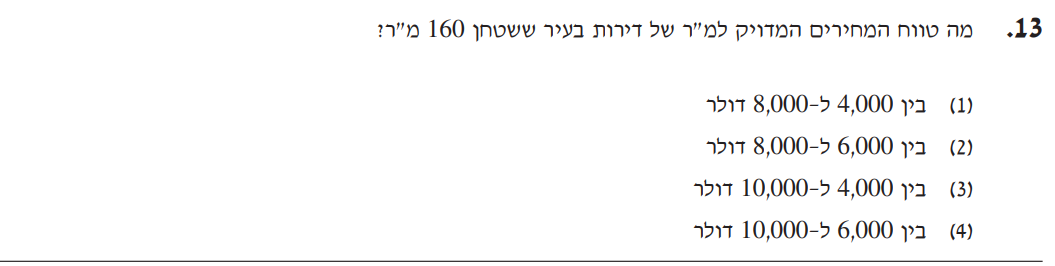 13. מה טווח המחירים המדויק למ"ר של דירות בעיר ששטחן 160 מ"ר?
(1) בין 4,000 ל-8,000 דולר
(2) בין 6,000 ל-8,000 דולר
(3) בין 4,000 ל-10,000 דולר
(4) בין 6,000 ל-10,000 דולר